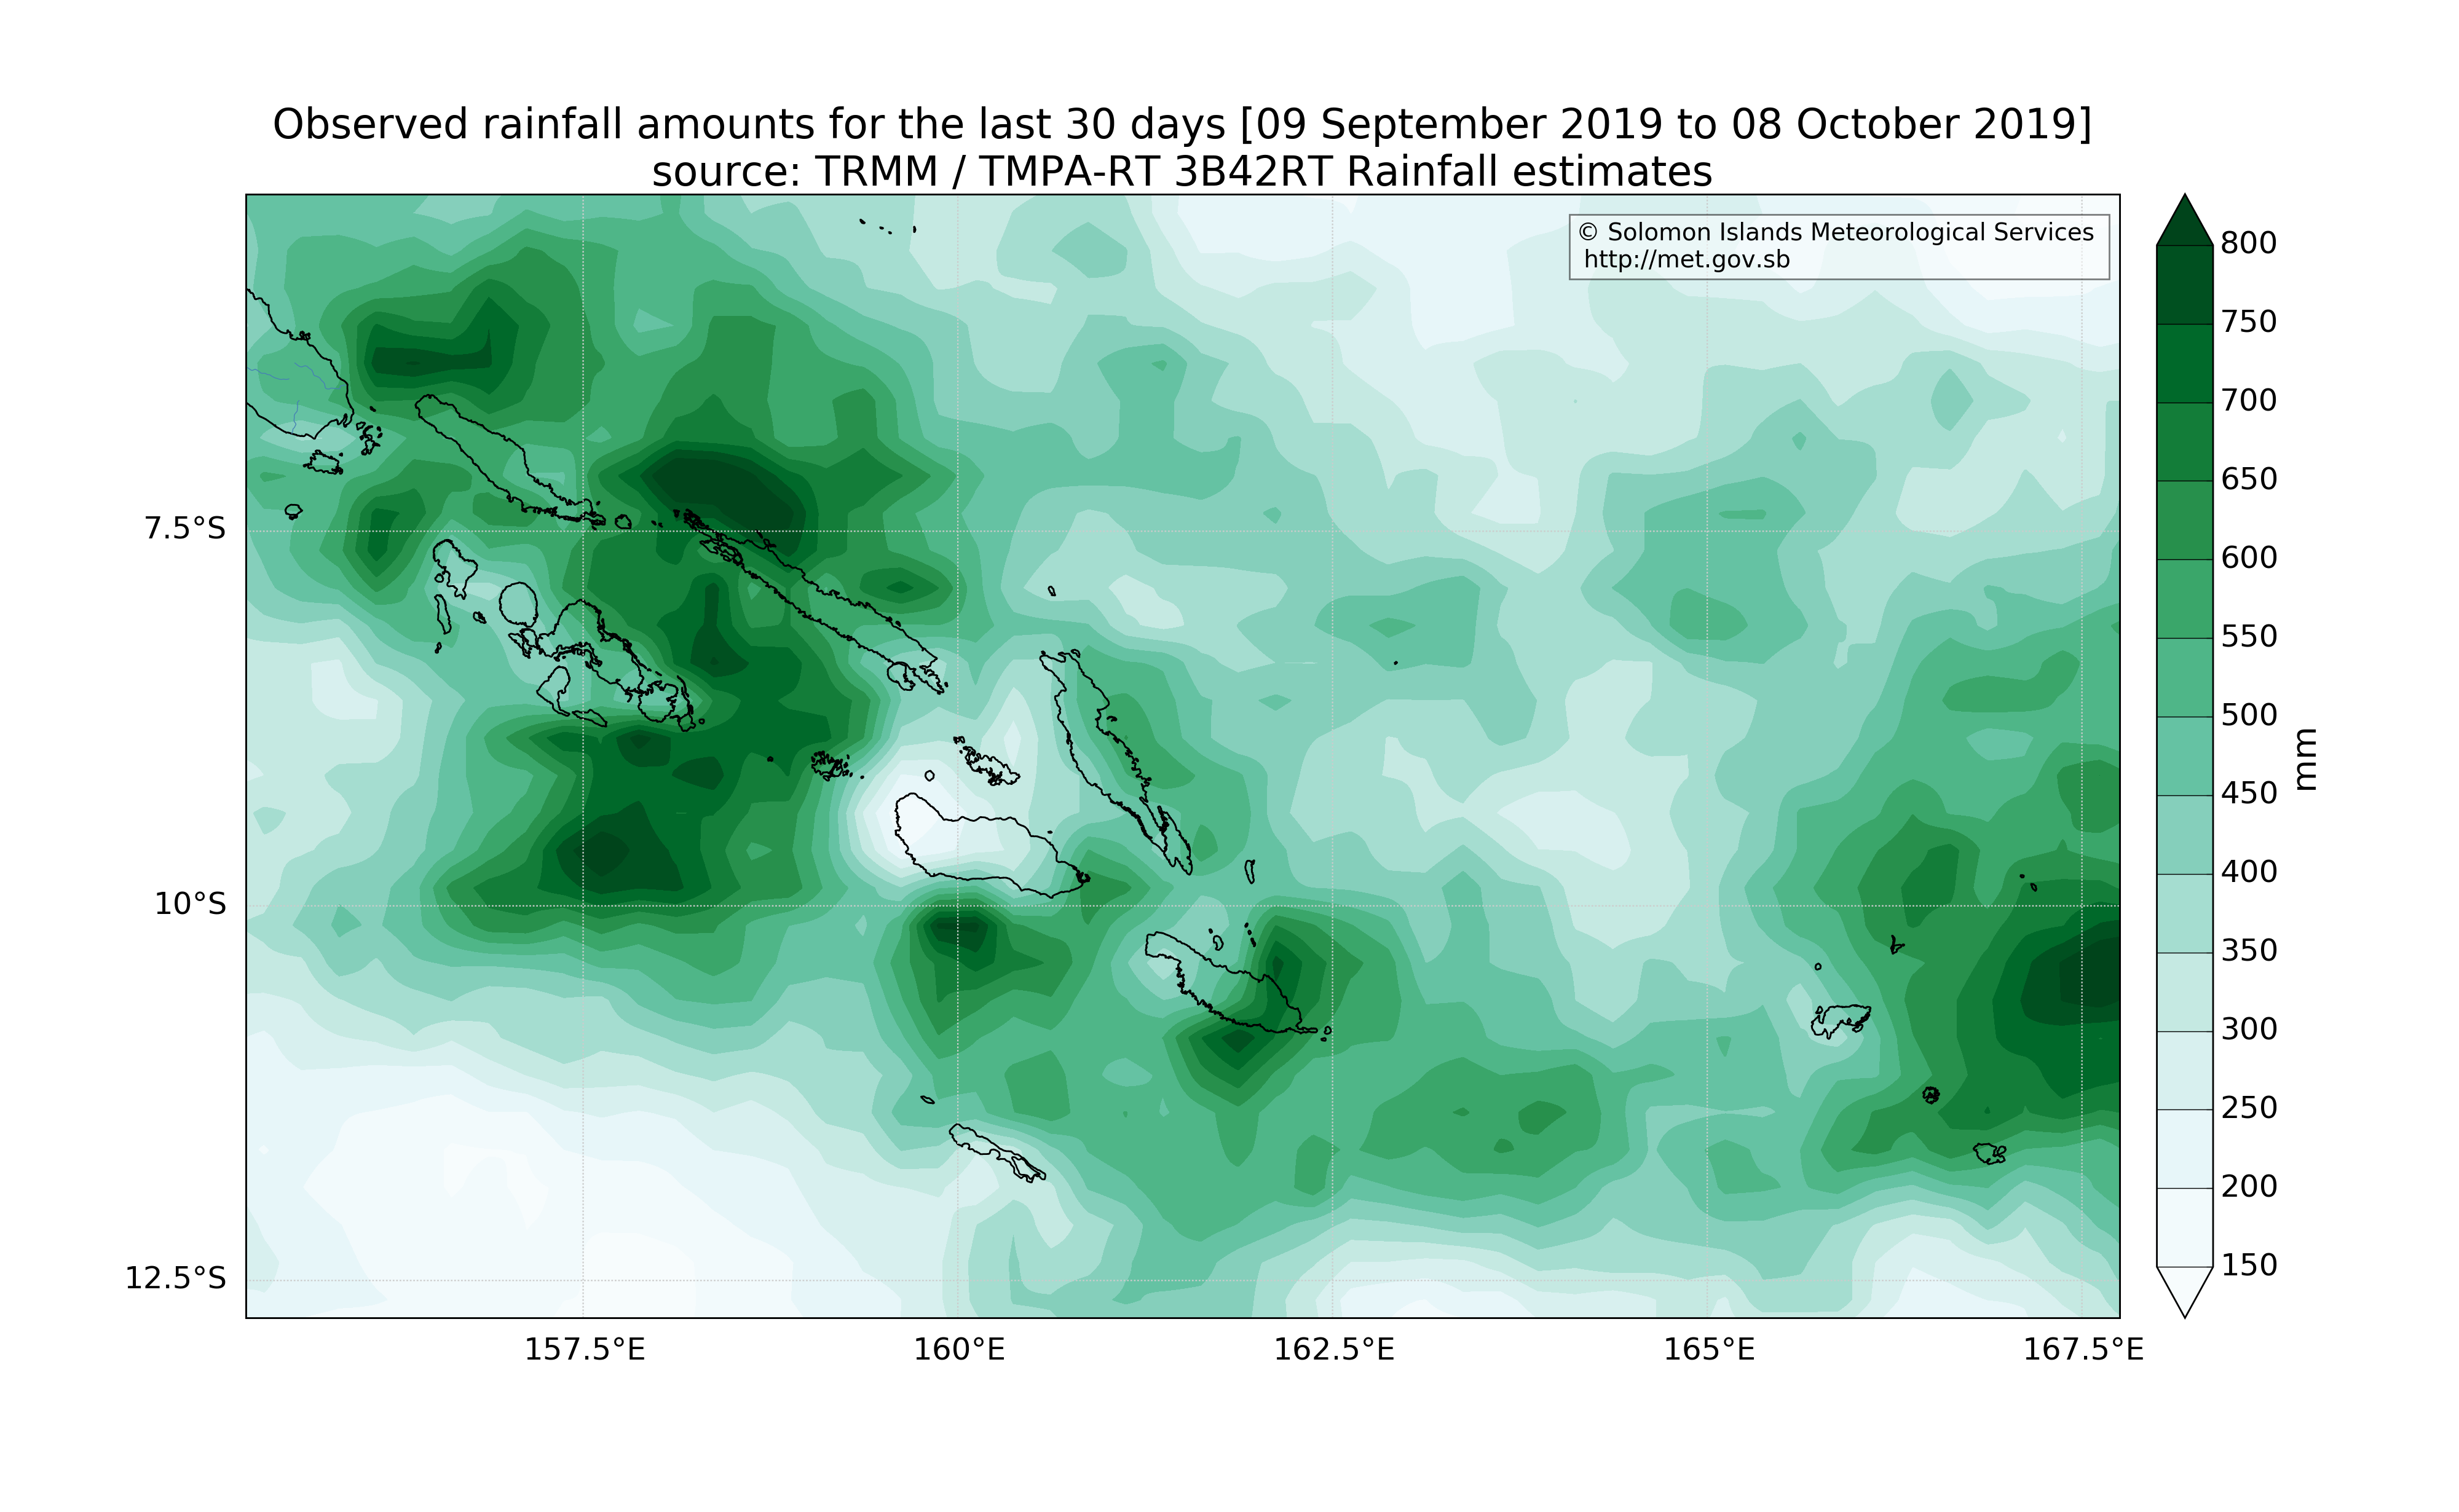 Observed rainfall amounts for the last 30 days [09 September 2019 to 08 October 2019]
source: TRMM / TMPA-RT 3B42RT Rainfall estimates
© Solomon Islands Meteorological Services
http://met.gov.sb
7.5°S
10°S
12.5°S
157.5°E
160°E
162.5°E
165°E
167.5°E
800
750
700
650
600
550
500
450
400
350
300
250
200
150
mm